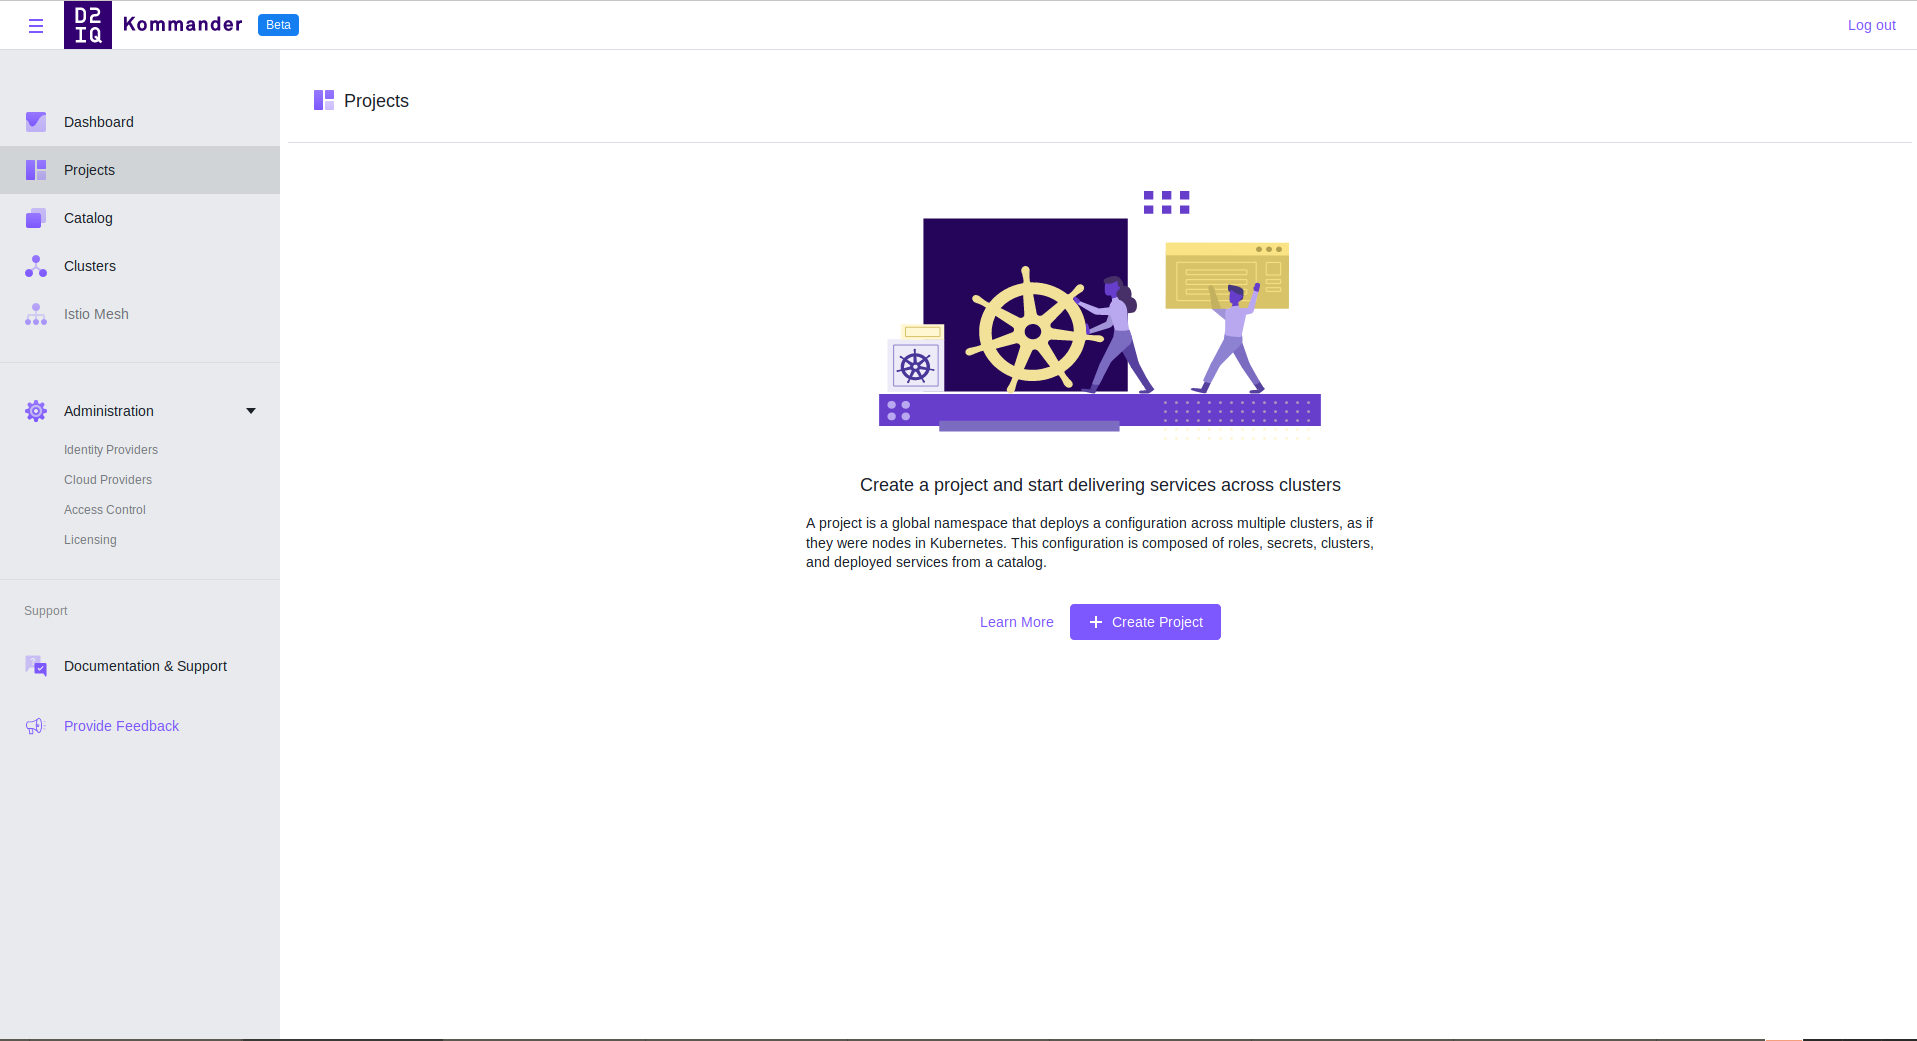 D2
IQ
Kommander
Beta
Log out
Dashboard
Projects
Catalog
Clusters
Istio Mesh
Administration
Identity Providers
Cloud Providers
Access Control
Licensing
Support
Documentation & Support
Provide Feedback
Projects
Create a project and start delivering services across clusters
A project is a global namespace that deploys a configuration across multiple clusters, as if
they were nodes in Kubernetes. This configuration is composed of roles, secrets, clusters,
and deployed services from a catalog.
Learn More
Create Project